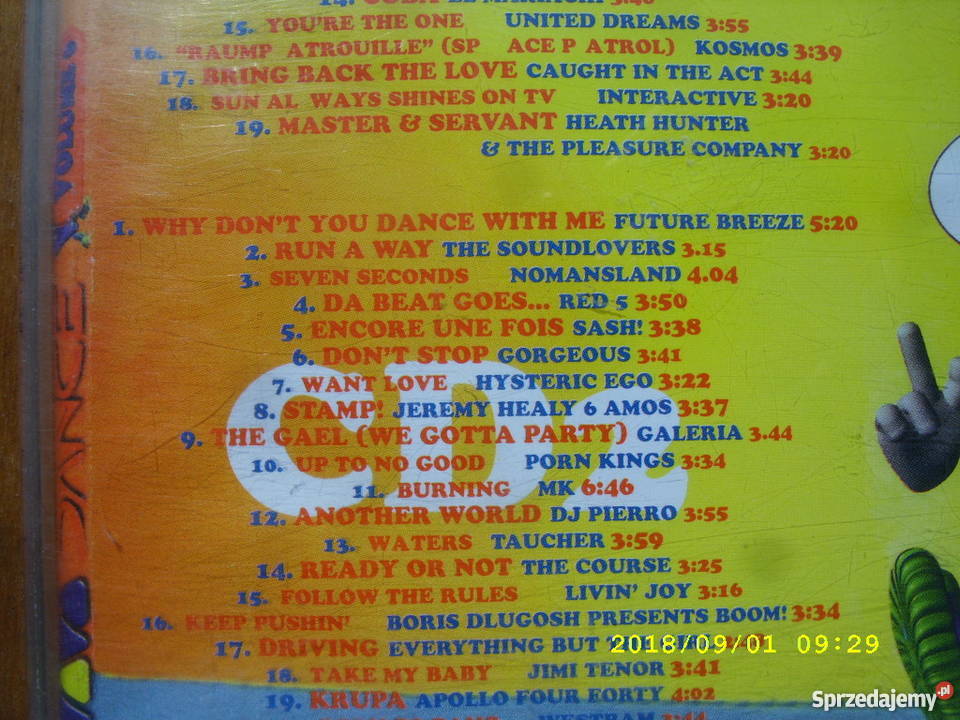 15. YOU'RE THE ONE UNITED DREAMS 3:55
16. "RAUMP ATROUILLE" (SP ACE P ATROL) KOSMOS 3:39
17. BRING BACK THE LOVE CAUGHT IN THE ACT 3:44
18. SUN AL WAYS SHINES ON TV INTERACTIVE 3:20
19. MASTER & SERVANT HEATH HUNTER
& THE PLEASURE COMPANY 3:20
1. WHY DON'T YOU DANCE WITH ME FUTURE BREEZE 5:20
2. RUN A WAY THE SOUNDLOVERS 3.15
3. SEVEN SECONDS NOMANSLAND 4.04
4. DA BEAT GOES... RED 5 3:50
5. ENCORE UNE FOIS SASH! 3:38
6. DON'T STOP GORGEOUS 3:41
7. WANT LOVE HYSTERIC EGO 3:22
8. STAMP! JEREMY HEALY 6 AMOS 3:37
9. THE GAEL (WE GOTTA PARTY) GALERIA 3.44
10. UP TO NO GOOD PORN KINGS 3:34
11. BURNING MK 6:46
12. ANOTHER WORLD DJ PIERRO 3:55
13. WATERS TAUCHER 3:59
14. READY OR NOT THE COURSE 3:25
15. FOLLOW THE RULES LIVIN' JOY 3:16
16. KEEP PUSHIN' BORIS DLUGOSH PRESENTS BOOM! 3:34
17. DRIVING EVERYTHING BUT
18. TAKE MY BABY JIMI TENOR 3:41
19. KRUPA APOLLO FOUR FORTY 4:02
WESTBAM 3:44
CD2
DANCE
VOLUME
2018/09/01 09:29
Sprzedajemy.pl